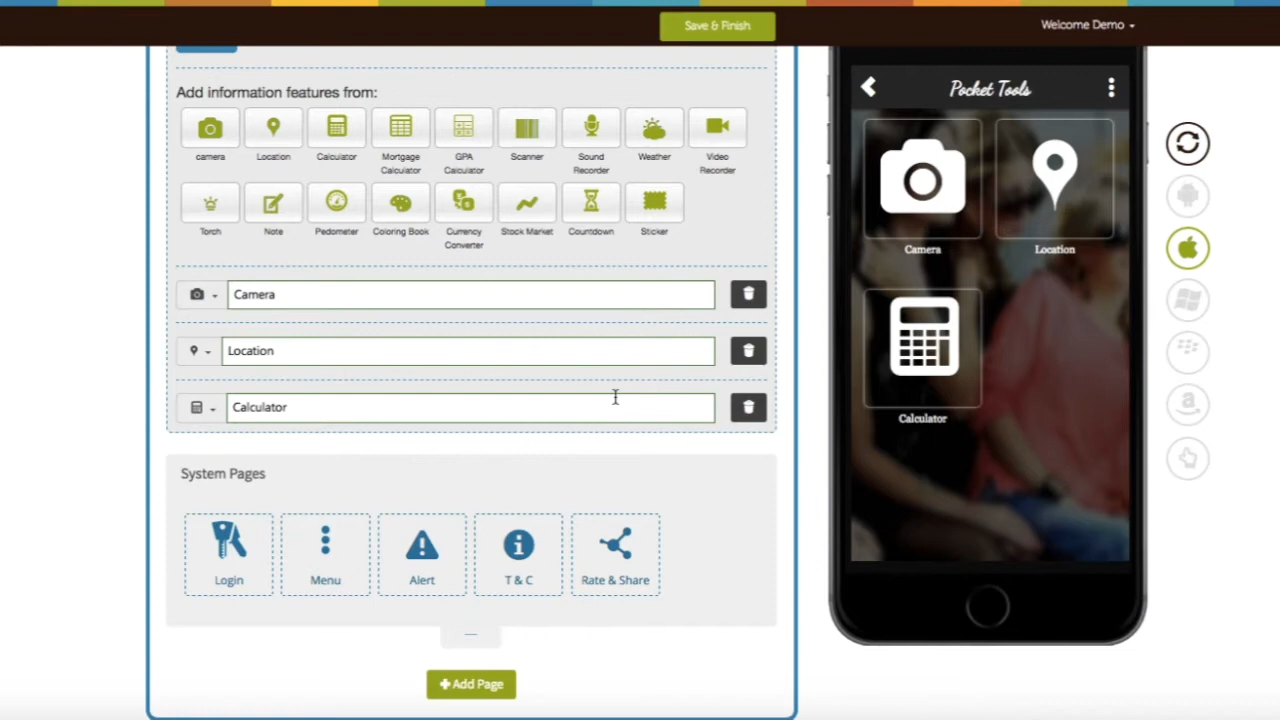 Save & Finish
Welcome Demo
Add information features from:
camera
Location
Calculator
Mortgage Calculator
GPA Calculator
Scanner
Sound Recorder
Weather
Video Recorder
Torch
Note
Pedometer
Coloring Book
Currency Converter
Stock Market
Countdown
Sticker
Camera
Location
Calculator
System Pages
Login
Menu
Alert
T & C
Rate & Share
Add Page
Pocket Tools
Camera
Location
Calculator